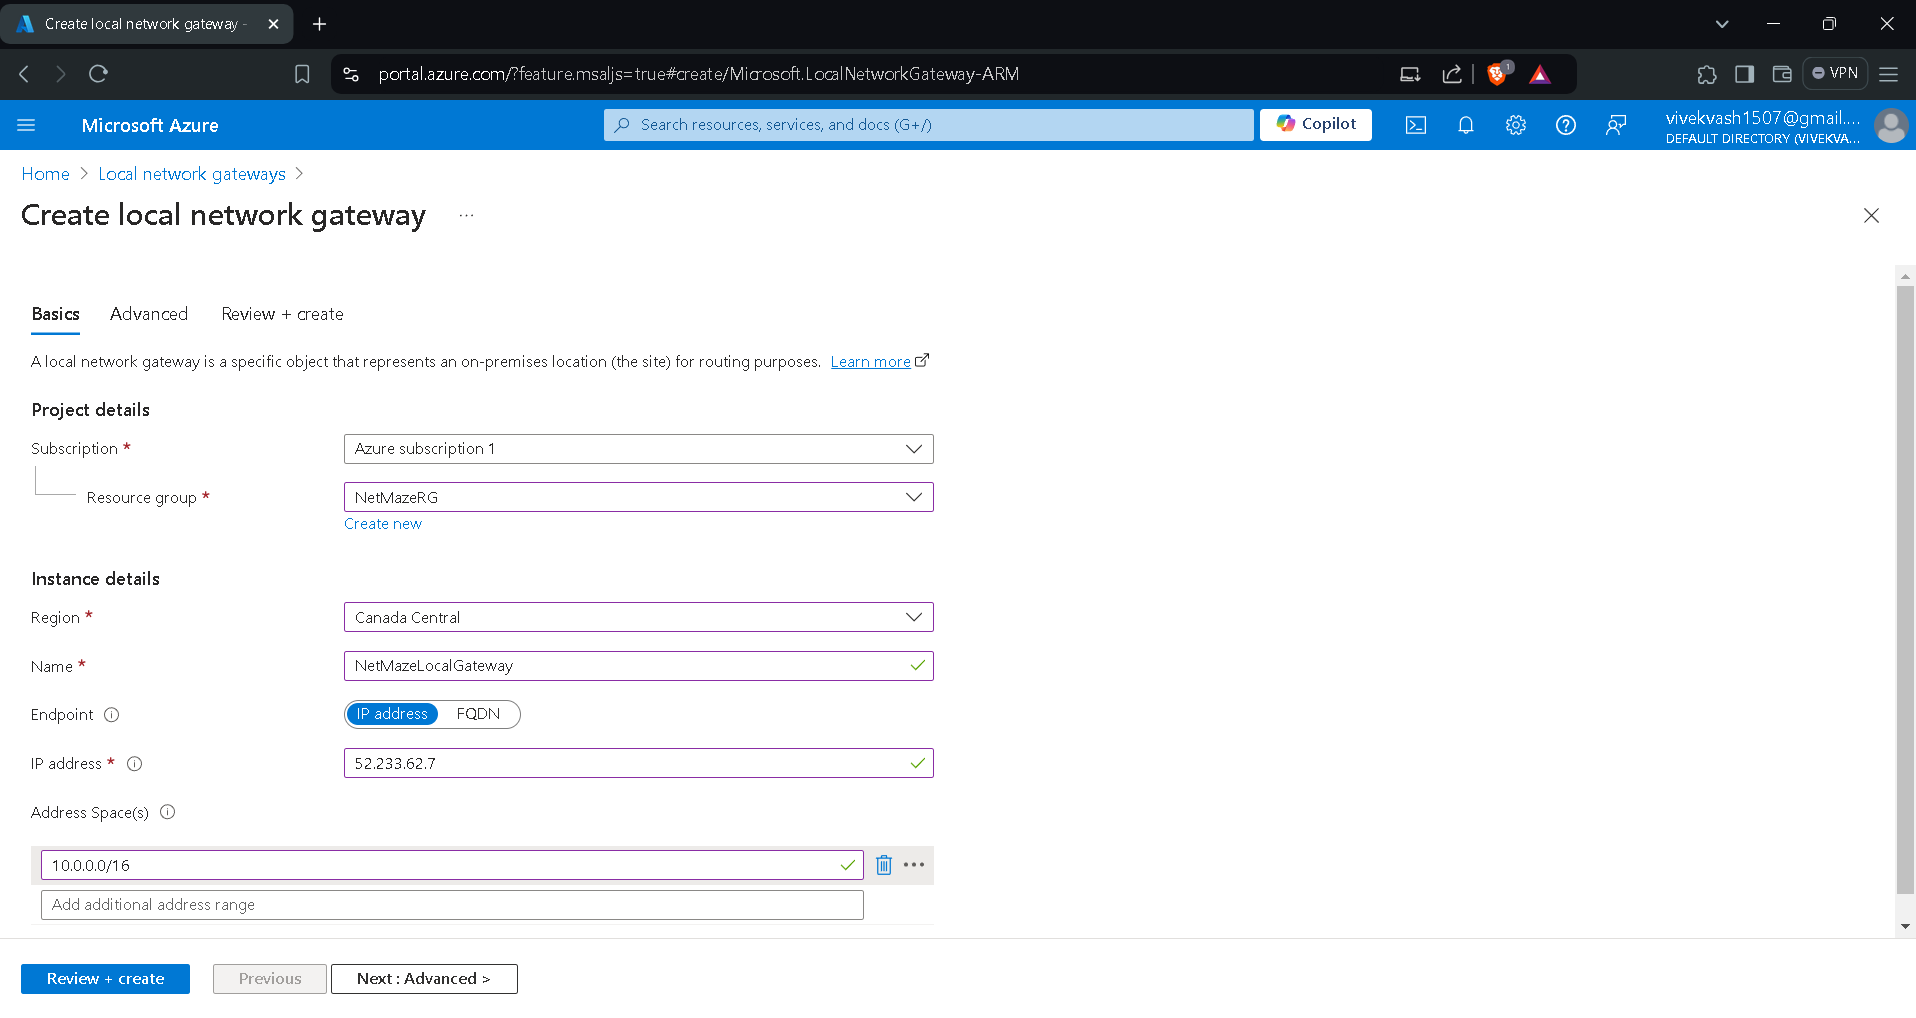 Create local network gateway -
portal.azure.com/?feature.msaljs=true#create/Microsoft.LocalNetworkGateway-ARM
1
VPN
Microsoft Azure
Search resources, services, and docs (G+/)
Copilot
vivekvash1507@gmail....
DEFAULT DIRECTORY (VIVEKVA...
Home > Local network gateways >
Create local network gateway ...
Basics Advanced Review + create
A local network gateway is a specific object that represents an on-premises location (the site) for routing purposes. Learn more
Project details
Subscription * Azure subscription 1
Resource group * NetMazeRG
Create new
Instance details
Region * Canada Central
Name * NetMazeLocalGateway
Endpoint IP address FQDN
IP address * 52.233.62.7
Address Space(s)
10.0.0.0/16
Add additional address range
Review + create Previous Next : Advanced >